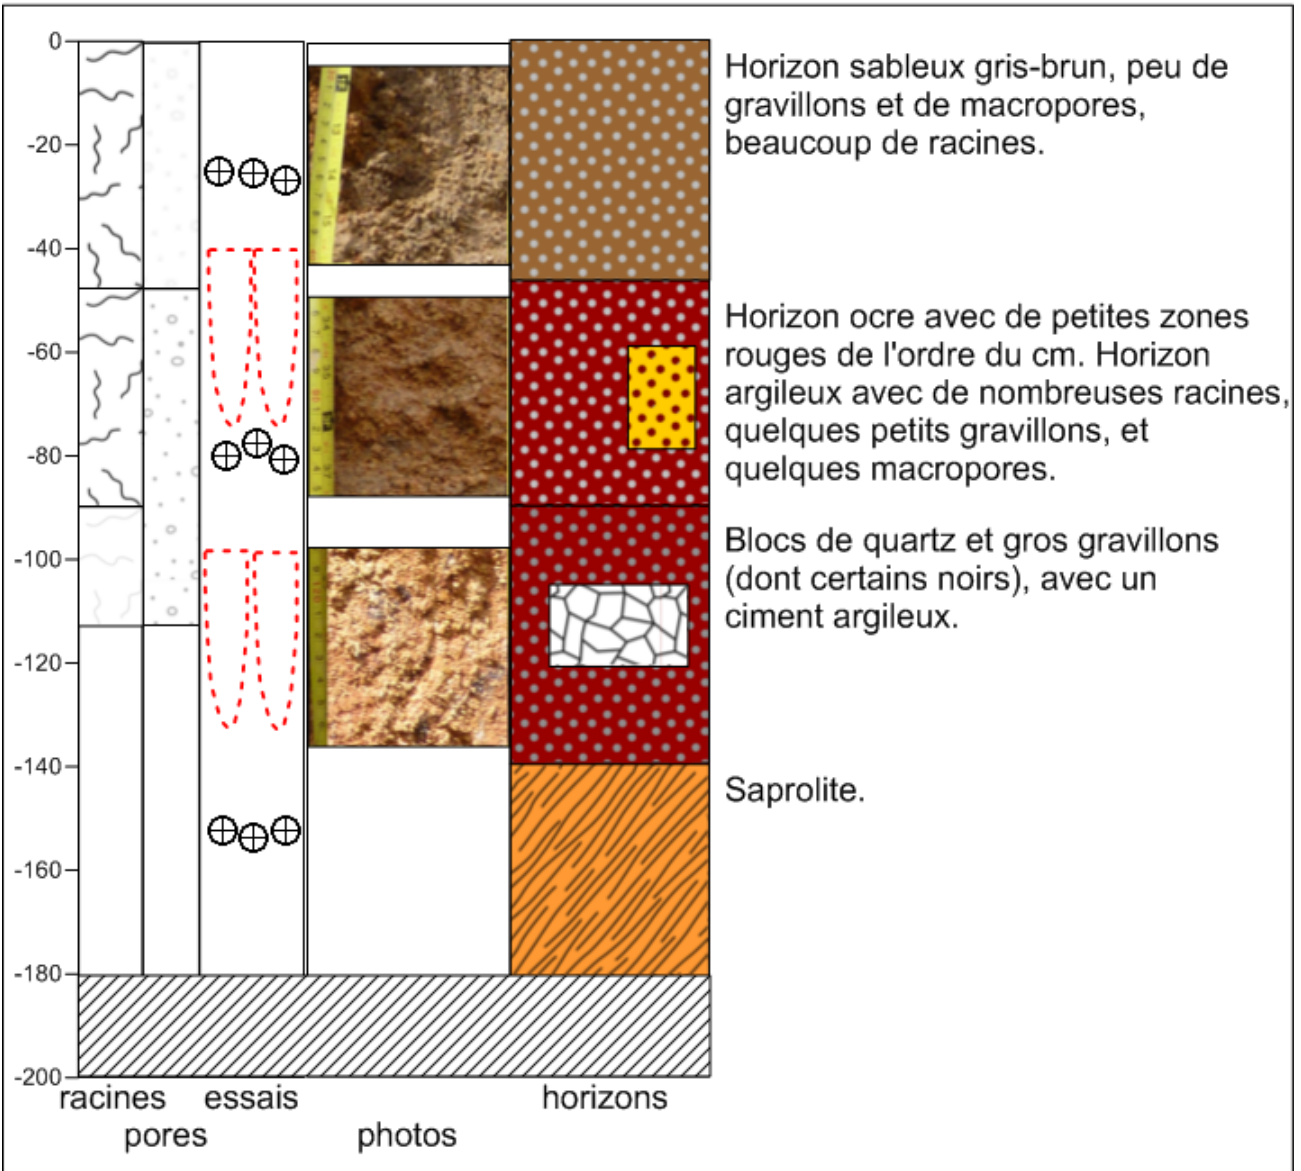 0
-20
-40
-60
-80
-100
-120
-140
-160
-180
-200
Horizon sableux gris-brun, peu de
gravillons et de macropores,
beaucoup de racines.
Horizon ocre avec de petites zones
rouges de l'ordre du cm. Horizon
argileux avec de nombreuses racines,
quelques petits gravillons, et
quelques macropores.
Blocs de quartz et gros gravillons
(dont certains noirs), avec un
ciment argileux.
Saprolite.
racines essais horizons
pores photos